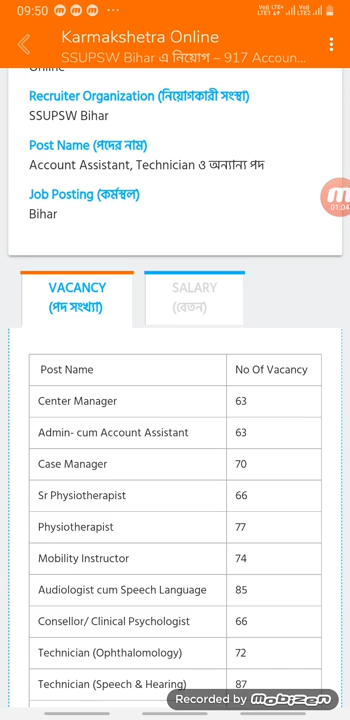 09:50
Karmakshetra Online
SSUPSW Bihar এ নিয়োগ – 917 Accoun...
Online
Recruiter Organization (নিয়োগকারী সংস্থা)
SSUPSW Bihar
Post Name (পদের নাম)
Account Assistant, Technician ও অন্যান্য পদ
Job Posting (কর্মস্থল)
Bihar
01:04
VACANCY
(পদ সংখ্যা)
SALARY
(বেতন)
Post Name No Of Vacancy
Center Manager 63
Admin- cum Account Assistant 63
Case Manager 70
Sr Physiotherapist 66
Physiotherapist 77
Mobility Instructor 74
Audiologist cum Speech Language 85
Consellor/ Clinical Psychologist 66
Technician (Ophthalomology) 72
Technician (Speech & Hearing) 87
Recorded by Mobizen